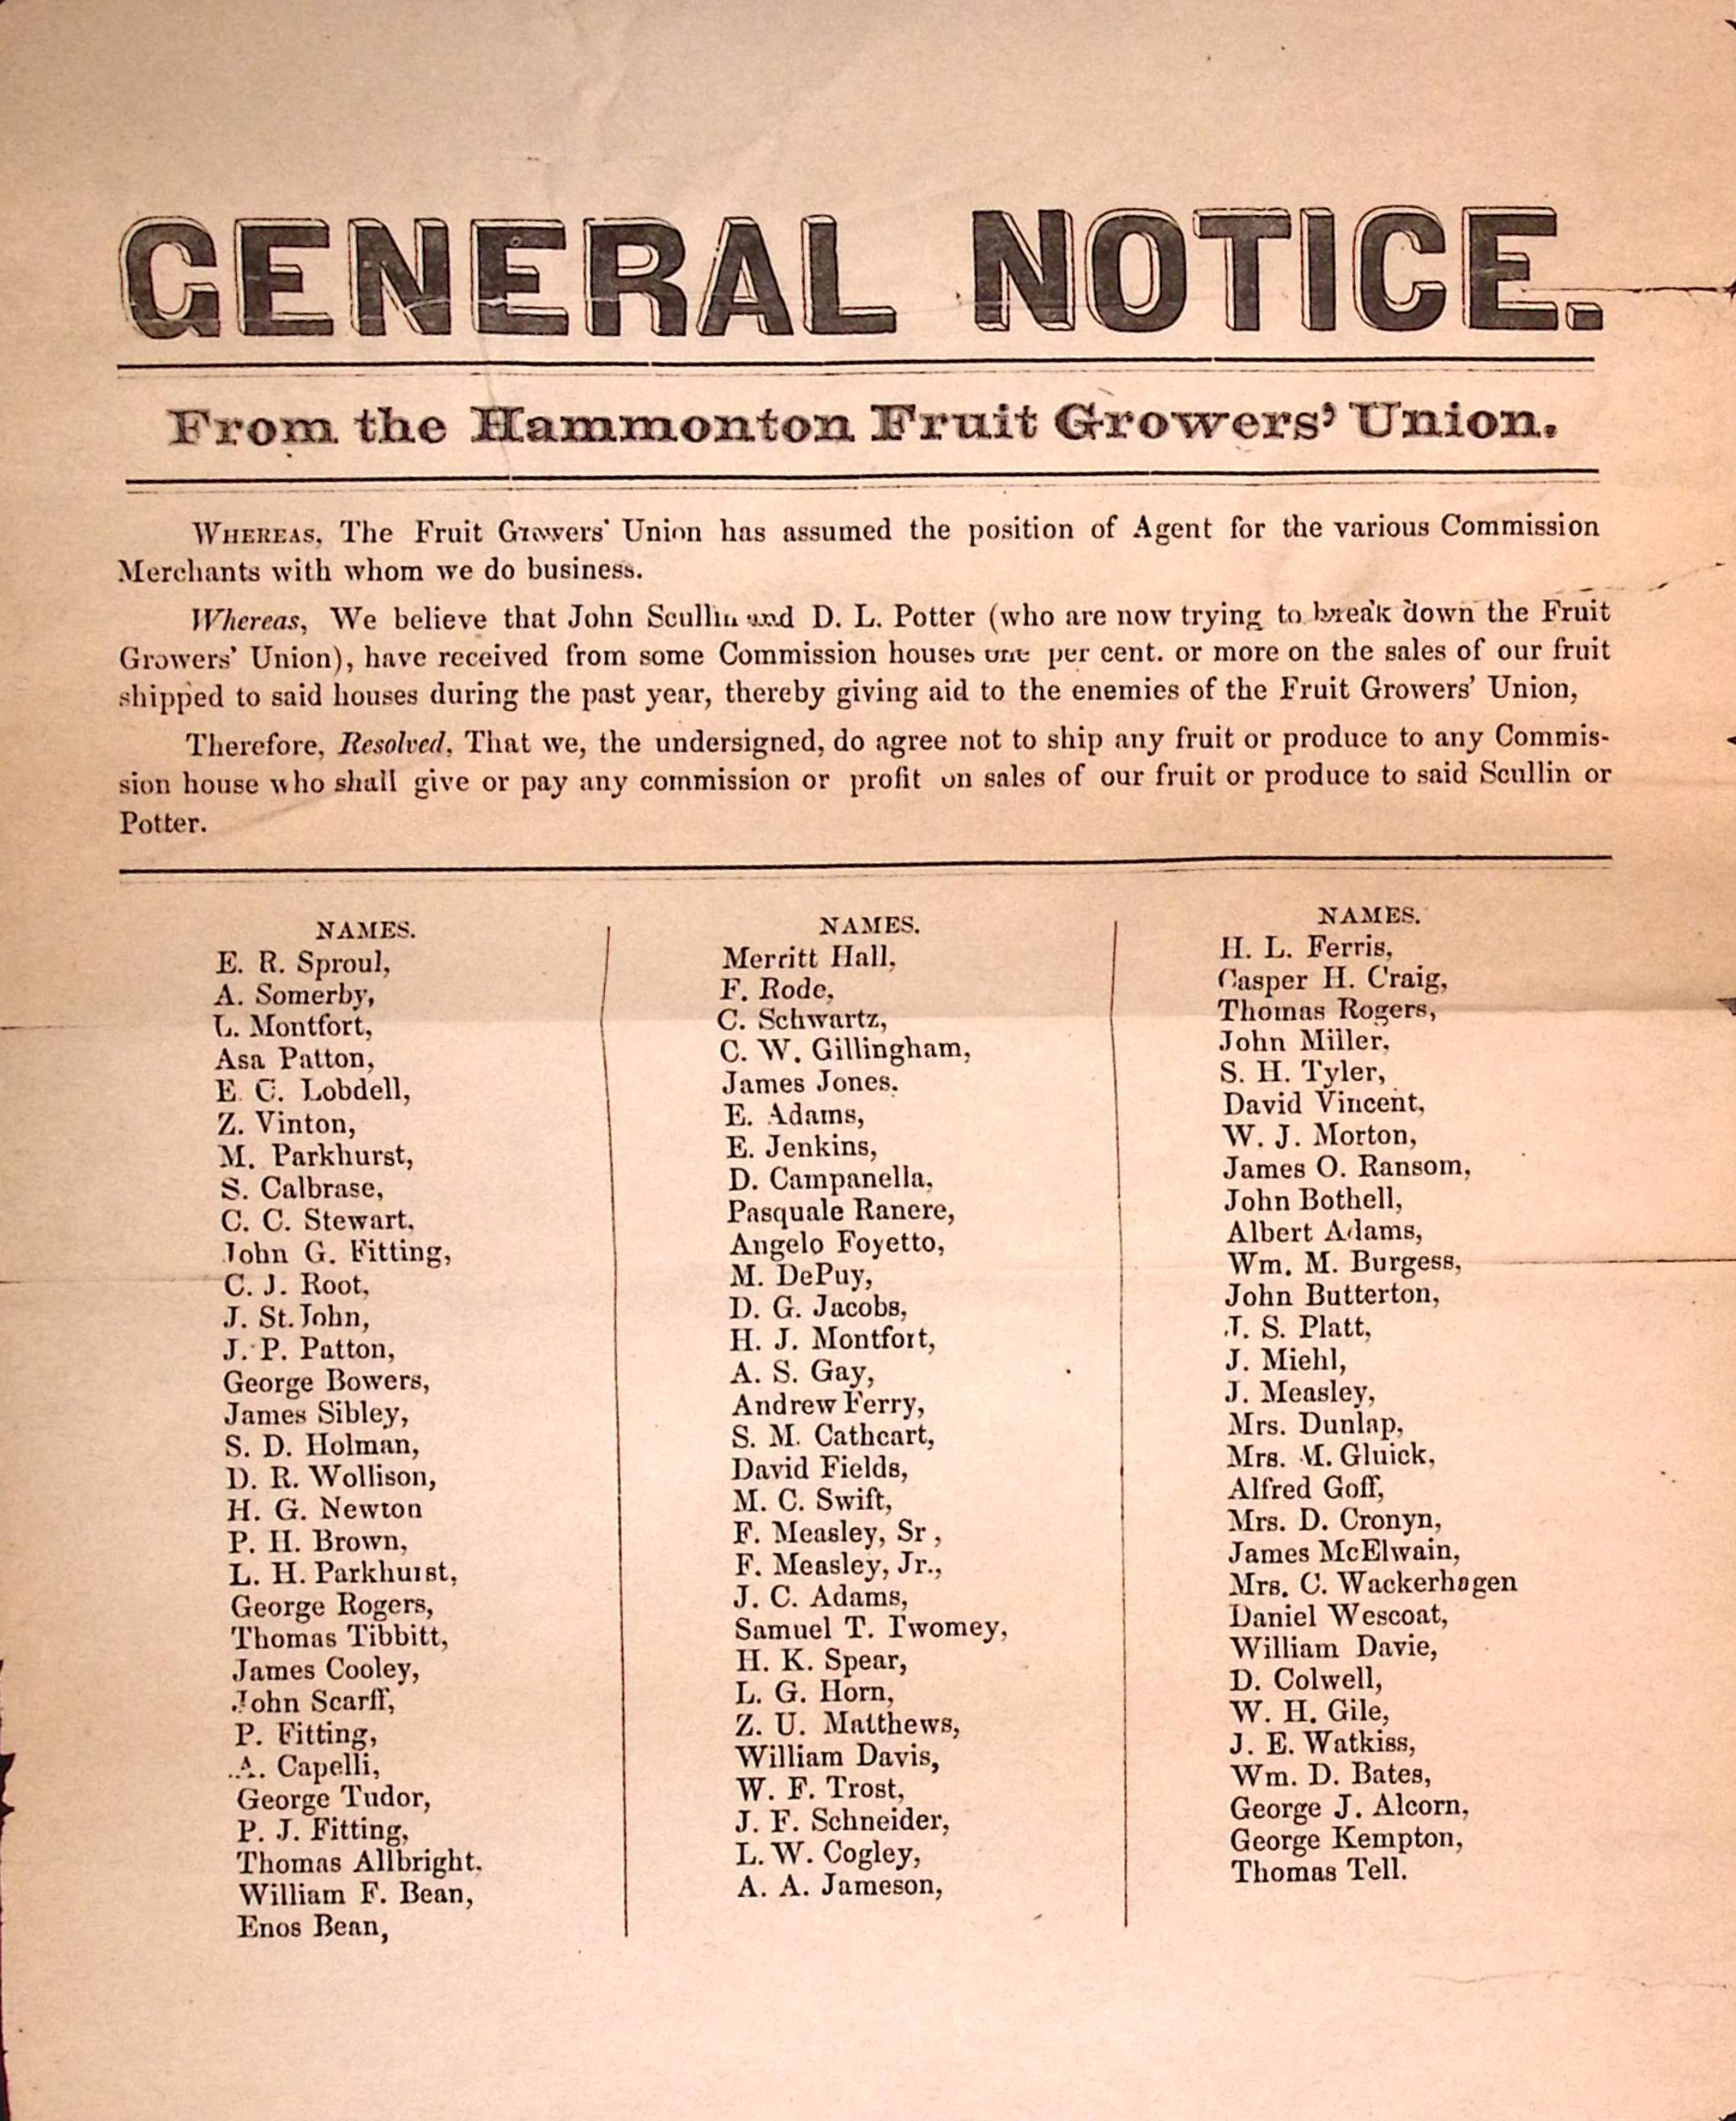 GENERAL NOTICE.
From the Hammonton Fruit Growers' Union.
WHEREAS, The Fruit Growers' Union has assumed the position of Agent for the various Commission
Merchants with whom we do business.
Whereas, We believe that John Scullin and D. L. Potter (who are now trying to break down the Fruit
Growers' Union), have received from some Commission houses one per cent. or more on the sales of our fruit
shipped to said houses during the past year, thereby giving aid to the enemies of the Fruit Growers' Union,
Therefore, Resolved, That we, the undersigned, do agree not to ship any fruit or produce to any Commis-
sion house who shall give or pay any commission or profit on sales of our fruit or produce to said Scullin or
Potter.
NAMES.
E. R. Sproul,
A. Somerby,
L. Montfort,
Asa Patton,
E. C. Lobdell,
Z. Vinton,
M. Parkhurst,
S. Calbrase,
C. C. Stewart,
John G. Fitting,
C. J. Root,
J. St. John,
J. P. Patton,
George Bowers,
James Sibley,
S. D. Holman,
D. R. Wollison,
H. G. Newton
P. H. Brown,
L. H. Parkhurst,
George Rogers,
Thomas Tibbitt,
James Cooley,
John Scarff,
P. Fitting,
A. Capelli,
George Tudor,
P. J. Fitting,
Thomas Allbright,
William F. Bean,
Enos Bean,
NAMES.
Merritt Hall,
F. Rode,
C. Schwartz,
C. W. Gillingham,
James Jones.
E. Adams,
E. Jenkins,
D. Campanella,
Pasquale Ranere,
Angelo Foyetto,
M. DePuy,
D. G. Jacobs,
H. J. Montfort,
A. S. Gay,
Andrew Ferry,
S. M. Cathcart,
David Fields,
M. C. Swift,
F. Measley, Sr,
F. Measley, Jr.,
J. C. Adams,
Samuel T. Twomey,
H. K. Spear,
L. G. Horn,
Z. U. Matthews,
William Davis,
W. F. Trost,
J. F. Schneider,
L. W. Cogley,
A. A. Jameson,
NAMES.
H. L. Ferris,
Casper H. Craig,
Thomas Rogers,
John Miller,
S. H. Tyler,
David Vincent,
W. J. Morton,
James O. Ransom,
John Bothell,
Albert Adams,
Wm. M. Burgess,
John Butterton,
J. S. Platt,
J. Miehl,
J. Measley,
Mrs. Dunlap,
Mrs. M. Gluick,
Alfred Goff,
Mrs. D. Cronyn,
James McElwain,
Mrs. C. Wackerhagen
Daniel Wescoat,
William Davie,
D. Colwell,
W. H. Gile,
J. E. Watkiss,
Wm. D. Bates,
George J. Alcorn,
George Kempton,
Thomas Tell.